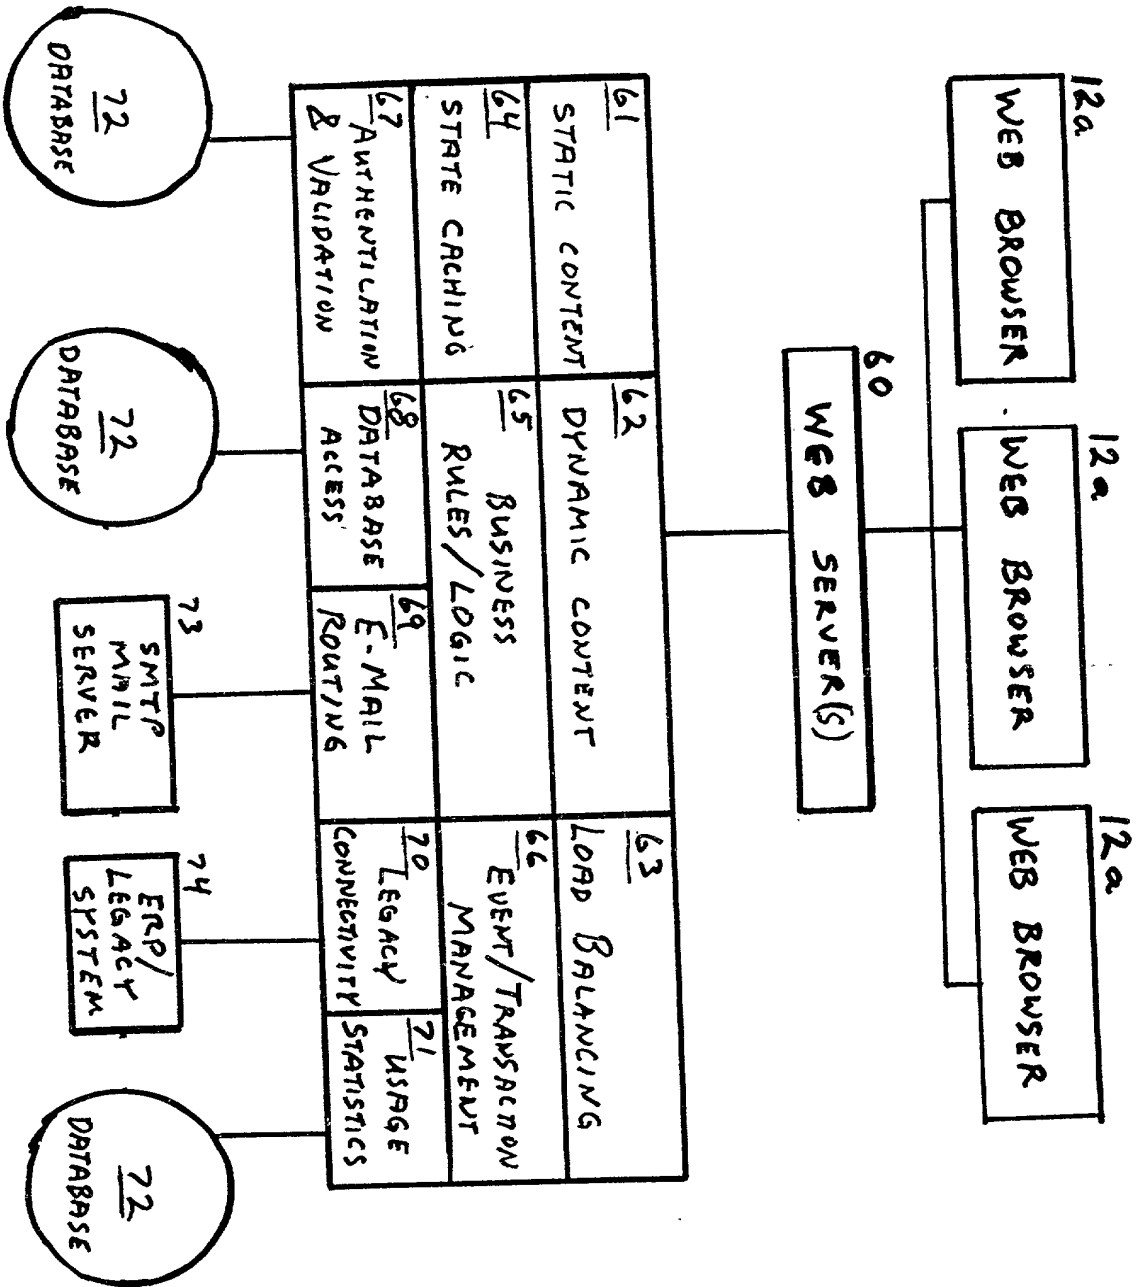 12a
WEB BROWSER
12a
WEB BROWSER
12a
WEB BROWSER
60
WEB SERVER(S)
61
STATIC CONTENT
62
DYNAMIC CONTENT
63
LOAD BALANCING
64
STATE CACHING
65
BUSINESS
RULES/LOGIC
66
EVENT/TRANSACTION
MANAGEMENT
67
AUTHENTICATION
& VALIDATION
68
DATABASE
ACCESS
69
E-MAIL
ROUTING
70
LEGACY
CONNECTIVITY
71
USAGE
STATISTICS
72
DATABASE
72
DATABASE
73
SMTP
MAIL
SERVER
74
ERP/
LEGACY
SYSTEM
72
DATABASE